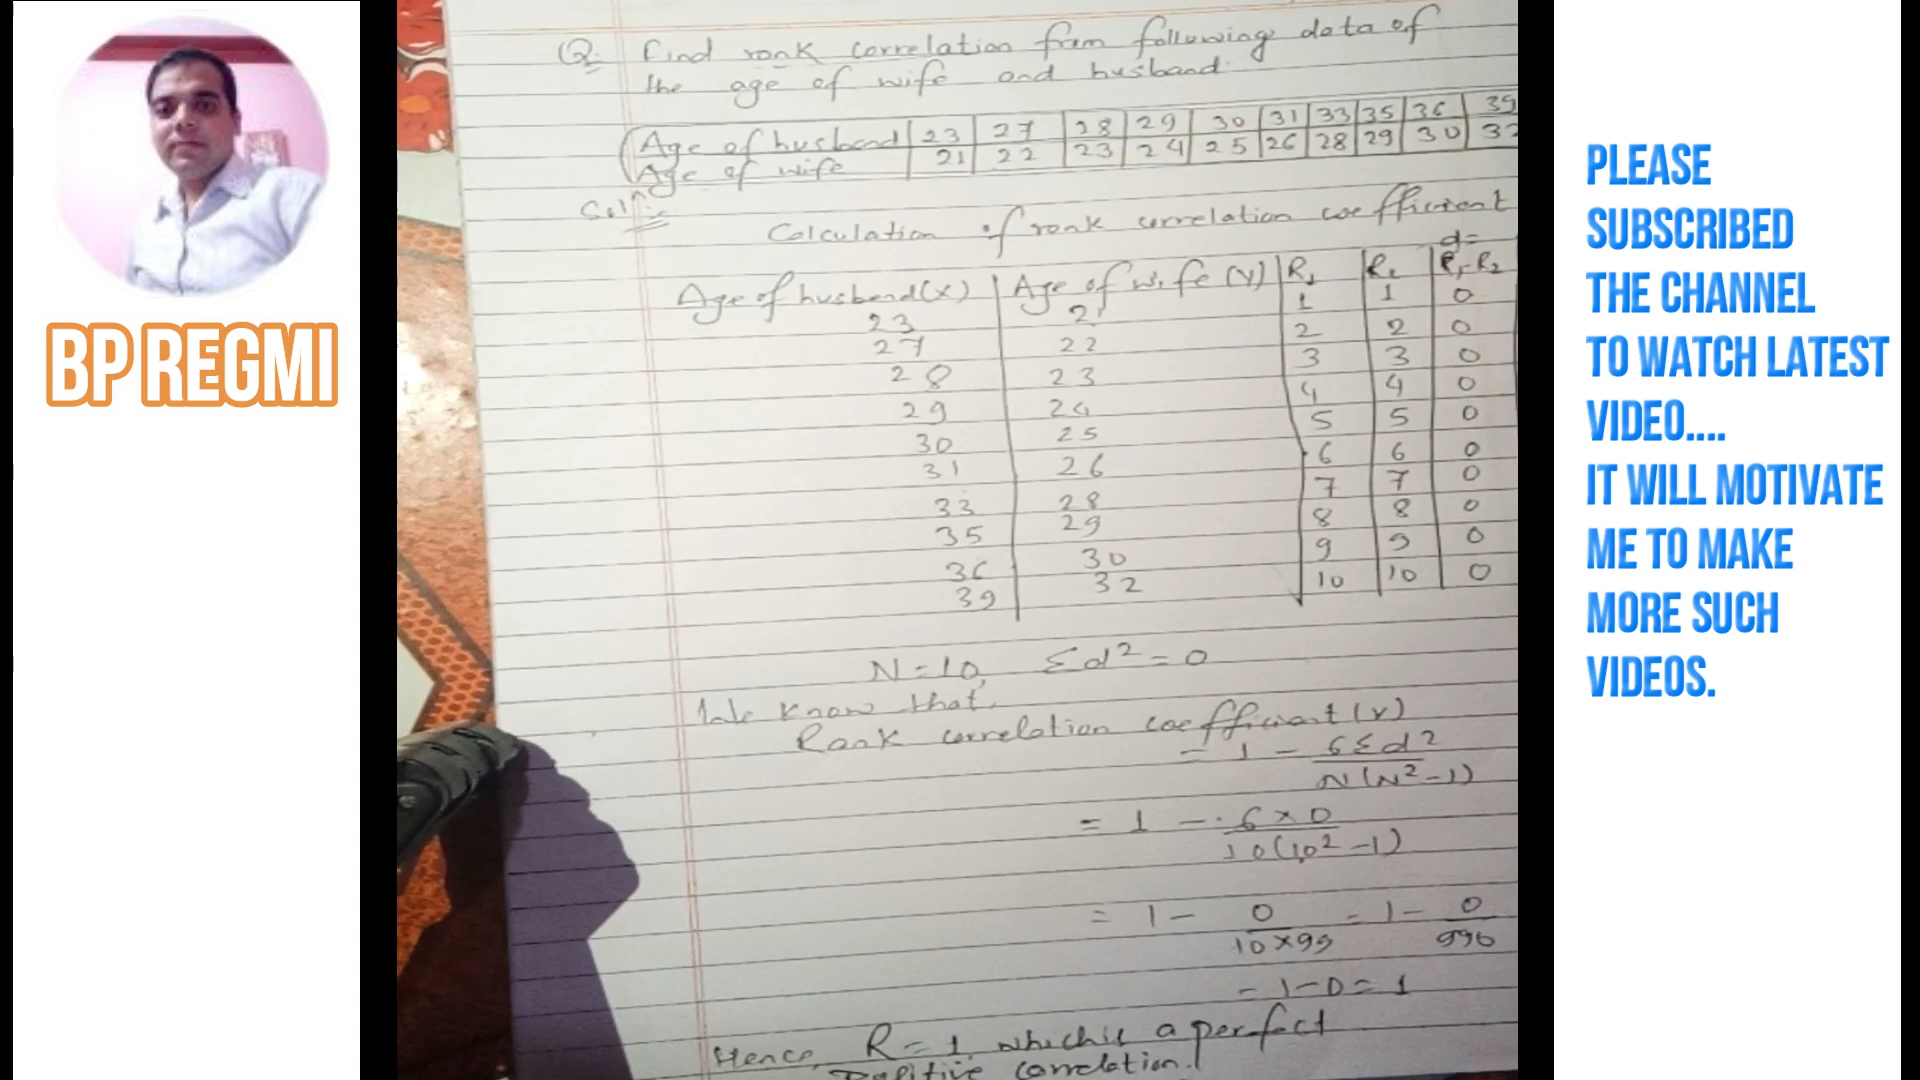 BP REGMI
Q: Find rank correlation from following data of
the age of wife and husband.
Age of husband 23 27 28 29 30 31 33 35 36 39
Age of wife 21 22 23 24 25 26 28 29 30 32
Solⁿ:-
Calculation of rank correlation coefficient
Age of husband(X) Age of wife (Y) R₁ R₂ d= R₁-R₂
23 21 1 1 0
27 22 2 2 0
28 23 3 3 0
29 24 4 4 0
30 25 5 5 0
31 26 6 6 0
33 28 7 7 0
35 29 8 8 0
36 30 9 9 0
39 32 10 10 0
N=10, Σd²=0
We know that,
Rank correlation coefficient(r)
= 1 - 6Σd² / N(N²-1)
= 1 - 6×0 / 10(10²-1)
= 1 - 0 / 10×99 = 1 - 0 / 990
= 1-0 = 1
Hence, R=1, which is a perfect
positive correlation.
PLEASE
SUBSCRIBED
THE CHANNEL
TO WATCH LATEST
VIDEO....
IT WILL MOTIVATE
ME TO MAKE
MORE SUCH
VIDEOS.